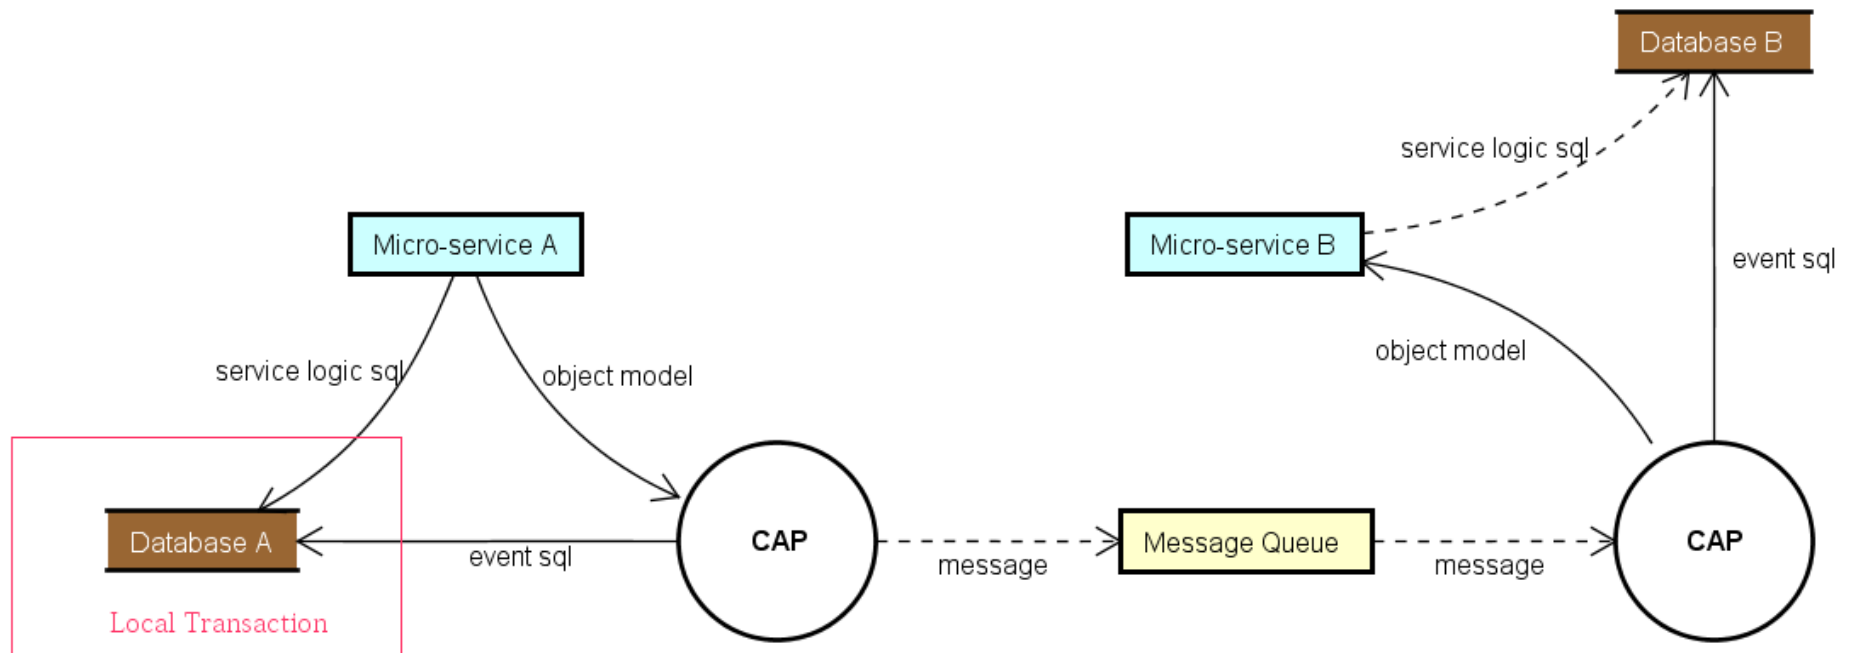 Database B
service logic sql
Micro-service A
Micro-service B
event sql
object model
service logic sql
object model
Database A
event sql
CAP
message
Message Queue
message
CAP
Local Transaction